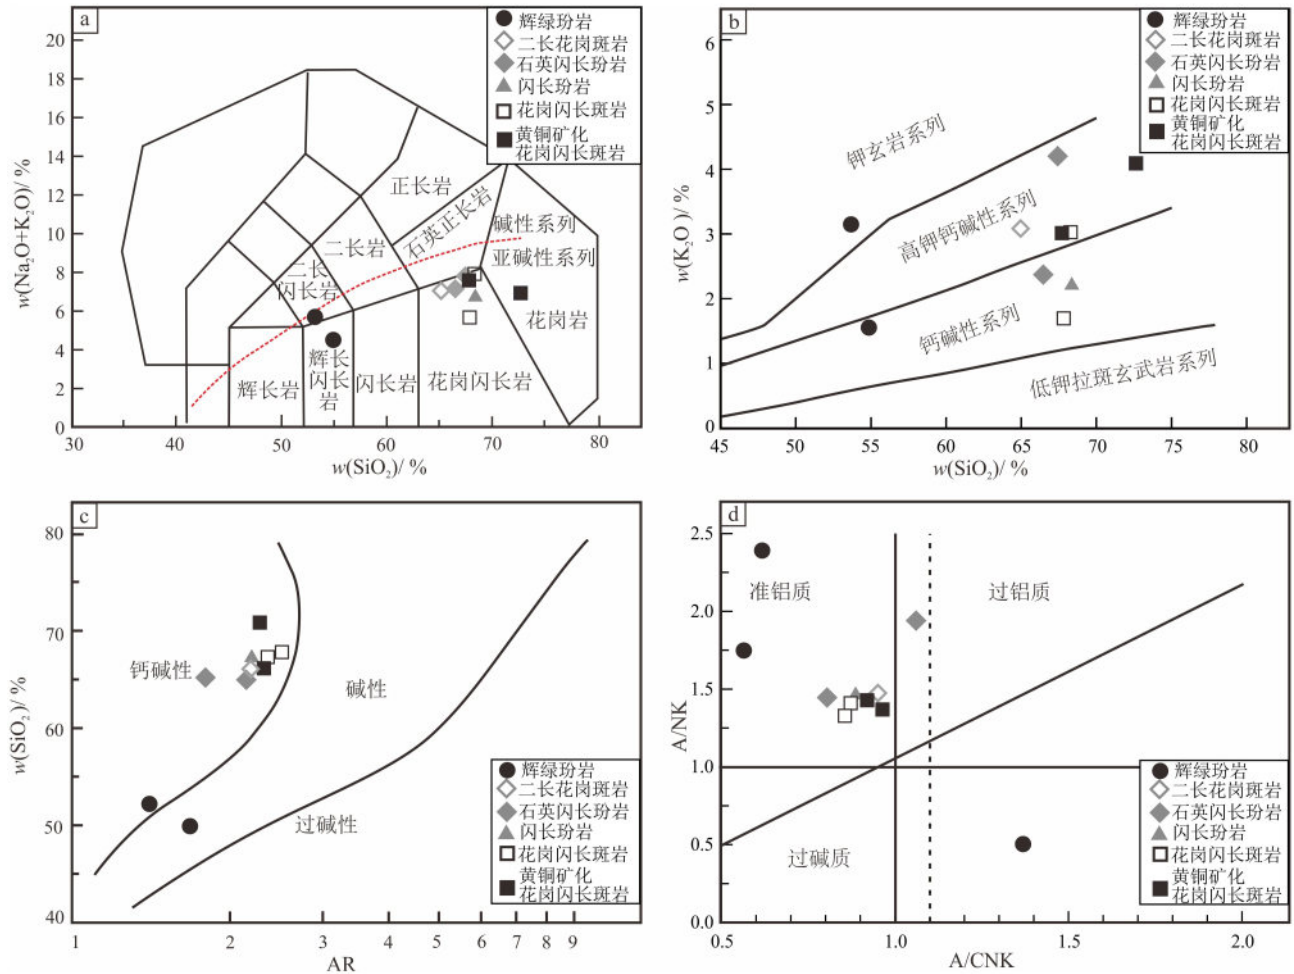 a
辉绿玢岩
二长花岗斑岩
石英闪长玢岩
闪长玢岩
花岗闪长斑岩
黄铜矿化
花岗闪长斑岩
20
18
16
14
12
10
8
6
4
2
0
w(Na₂O+K₂O)/ %
正长岩
石英正长岩
碱性系列
二长岩
亚碱性系列
二长
闪长岩
花岗岩
辉长岩
辉长
闪长
岩
闪长岩
花岗闪长岩
30
40
50
60
70
80
w(SiO₂)/ %
b
辉绿玢岩
二长花岗斑岩
石英闪长玢岩
闪长玢岩
花岗闪长斑岩
黄铜矿化
花岗闪长斑岩
6
5
4
3
2
1
0
w(K₂O)/ %
钾玄岩系列
高钾钙碱性系列
钙碱性系列
低钾拉斑玄武岩系列
45
50
55
60
65
70
75
80
w(SiO₂)/ %
c
80
70
60
50
40
w(SiO₂)/ %
钙碱性
碱性
过碱性
辉绿玢岩
二长花岗斑岩
石英闪长玢岩
闪长玢岩
花岗闪长斑岩
黄铜矿化
花岗闪长斑岩
1
2
3
4
5
6
7
8
9
AR
d
2.5
2.0
1.5
1.0
0.5
0.0
A/NK
准铝质
过铝质
过碱质
辉绿玢岩
二长花岗斑岩
石英闪长玢岩
闪长玢岩
花岗闪长斑岩
黄铜矿化
花岗闪长斑岩
0.5
1.0
1.5
2.0
A/CNK